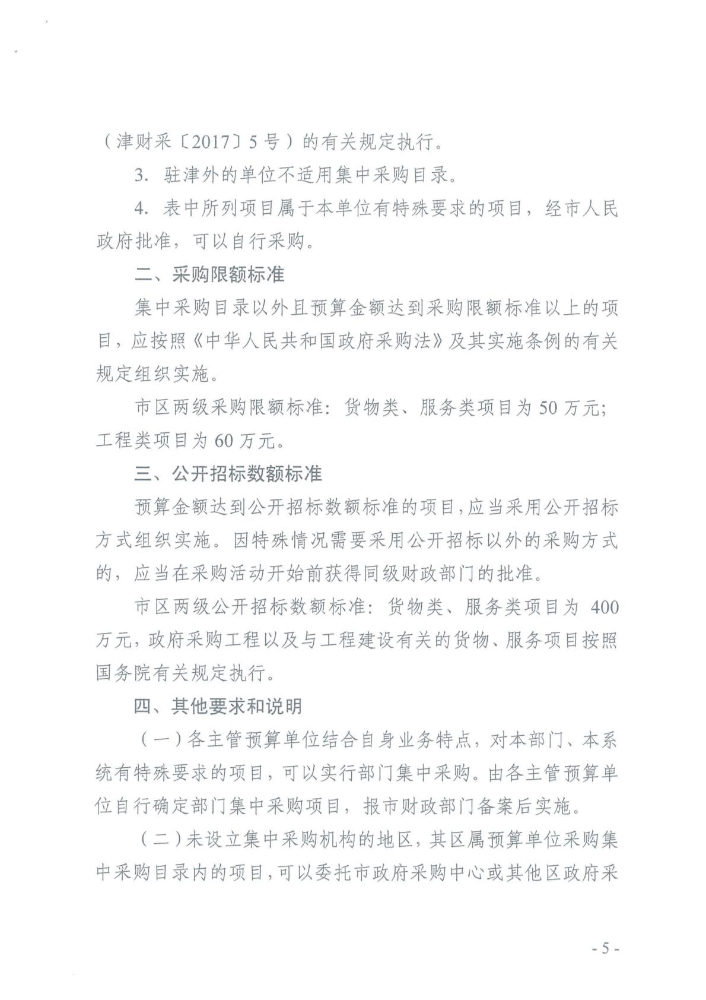 （津财采〔2017〕5号）的有关规定执行。
3. 驻津外的单位不适用集中采购目录。
4. 表中所列项目属于本单位有特殊要求的项目，经市人民
政府批准，可以自行采购。
二、采购限额标准
集中采购目录以外且预算金额达到采购限额标准以上的项
目，应按照《中华人民共和国政府采购法》及其实施条例的有关
规定组织实施。
市区两级采购限额标准：货物类、服务类项目为 50 万元；
工程类项目为 60 万元。
三、公开招标数额标准
预算金额达到公开招标数额标准的项目，应当采用公开招标
方式组织实施。因特殊情况需要采用公开招标以外的采购方式
的，应当在采购活动开始前获得同级财政部门的批准。
市区两级公开招标数额标准：货物类、服务类项目为 400
万元，政府采购工程以及与工程建设有关的货物、服务项目按照
国务院有关规定执行。
四、其他要求和说明
（一）各主管预算单位结合自身业务特点，对本部门、本系
统有特殊要求的项目，可以实行部门集中采购。由各主管预算单
位自行确定部门集中采购项目，报市财政部门备案后实施。
（二）未设立集中采购机构的地区，其区属预算单位采购集
中采购目录内的项目，可以委托市政府采购中心或其他区政府采
- 5 -